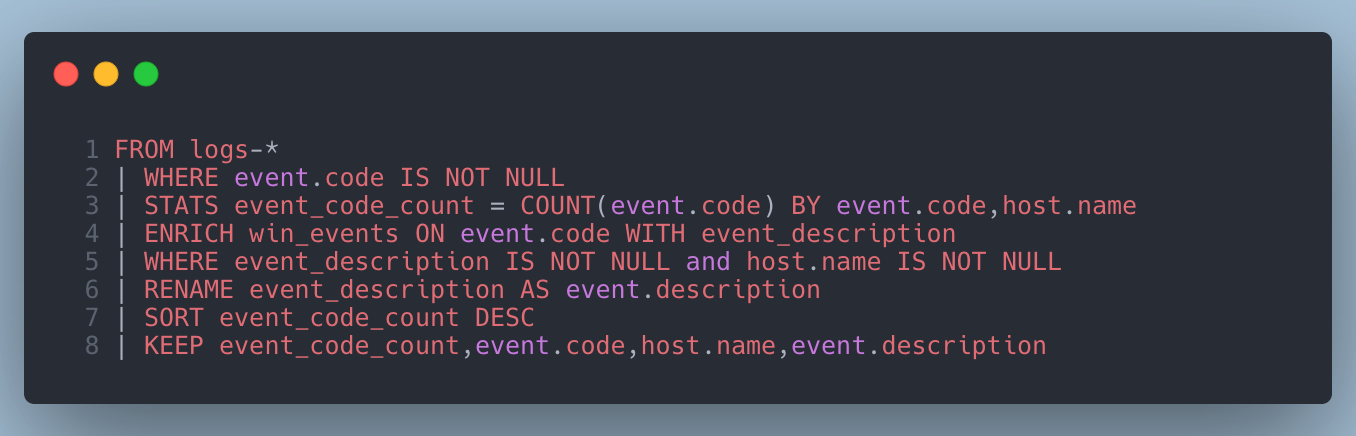 1 FROM logs-*
2 | WHERE event.code IS NOT NULL
3 | STATS event_code_count = COUNT(event.code) BY event.code,host.name
4 | ENRICH win_events ON event.code WITH event_description
5 | WHERE event_description IS NOT NULL and host.name IS NOT NULL
6 | RENAME event_description AS event.description
7 | SORT event_code_count DESC
8 | KEEP event_code_count,event.code,host.name,event.description